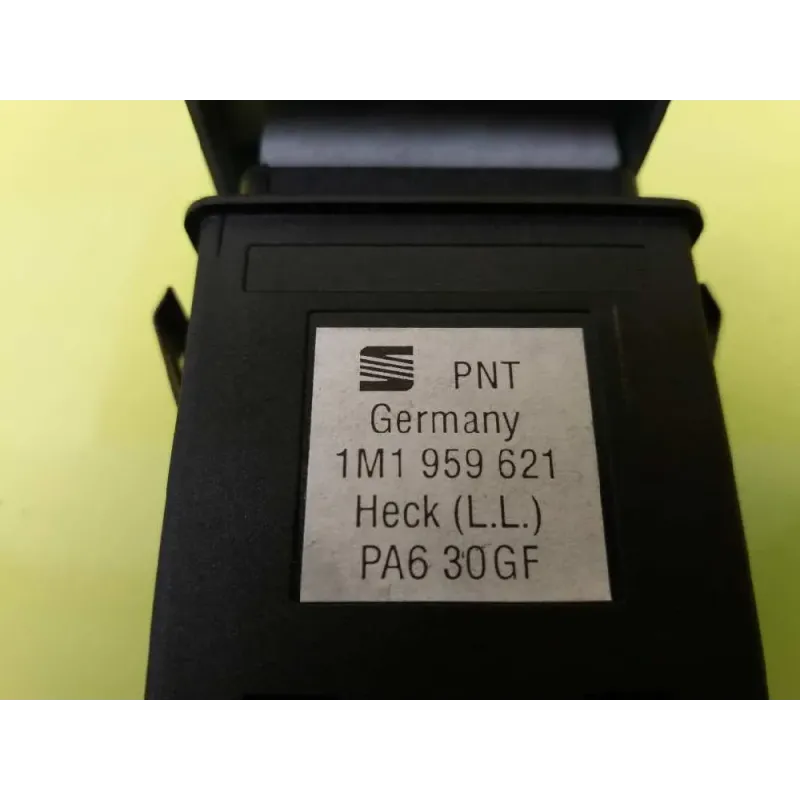 PNT
Germany
1M1 959 621
Heck (L.L.)
PA6 30GF